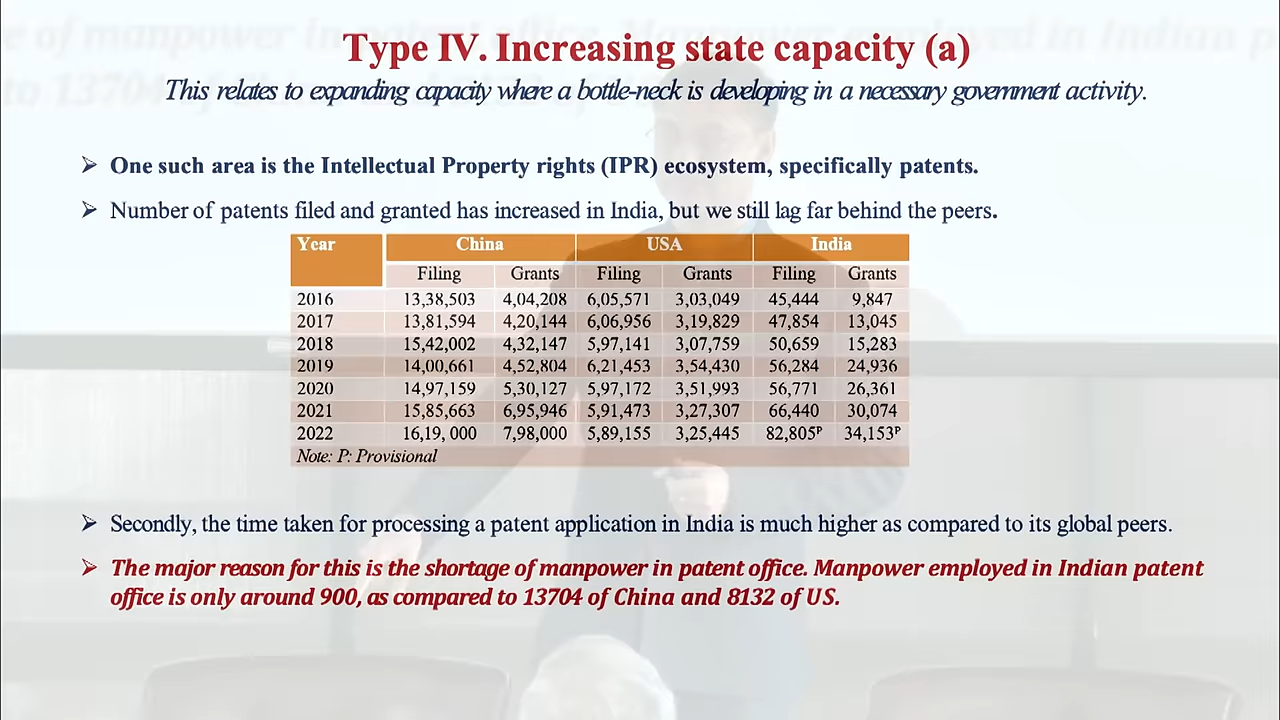 Type IV. Increasing state capacity (a)
This relates to expanding capacity where a bottle-neck is developing in a necessary government activity.
➢ One such area is the Intellectual Property rights (IPR) ecosystem, specifically patents.
➢ Number of patents filed and granted has increased in India, but we still lag far behind the peers.
Year China USA India
Filing Grants Filing Grants Filing Grants
2016 13,38,503 4,04,208 6,05,571 3,03,049 45,444 9,847
2017 13,81,594 4,20,144 6,06,956 3,19,829 47,854 13,045
2018 15,42,002 4,32,147 5,97,141 3,07,759 50,659 15,283
2019 14,00,661 4,52,804 6,21,453 3,54,430 56,284 24,936
2020 14,97,159 5,30,127 5,97,172 3,51,993 56,771 26,361
2021 15,85,663 6,95,946 5,91,473 3,27,307 66,440 30,074
2022 16,19, 000 7,98,000 5,89,155 3,25,445 82,805ᴾ 34,153ᴾ
Note: P: Provisional
➢ Secondly, the time taken for processing a patent application in India is much higher as compared to its global peers.
➢ The major reason for this is the shortage of manpower in patent office. Manpower employed in Indian patent
office is only around 900, as compared to 13704 of China and 8132 of US.